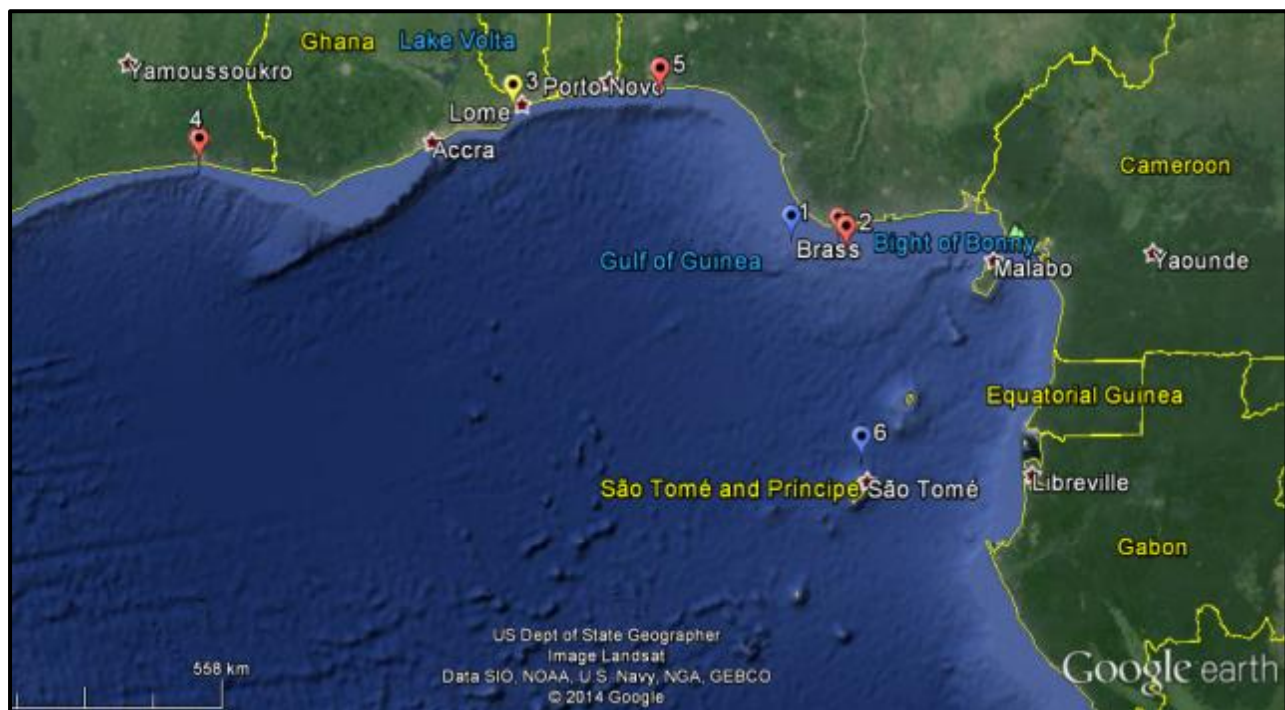 Ghana
Lake Volta
5
Yamoussoukro
3
Porto Novo
Lome
4
Accra
Cameroon
1
2
Brass
Bight of Bonny
Gulf of Guinea
Malabo
Yaounde
Equatorial Guinea
6
São Tomé and Príncipe
São Tomé
Libreville
Gabon
US Dept of State Geographer
Image Landsat
Data SIO, NOAA, U.S. Navy, NGA, GEBCO
© 2014 Google
558 km
Google earth